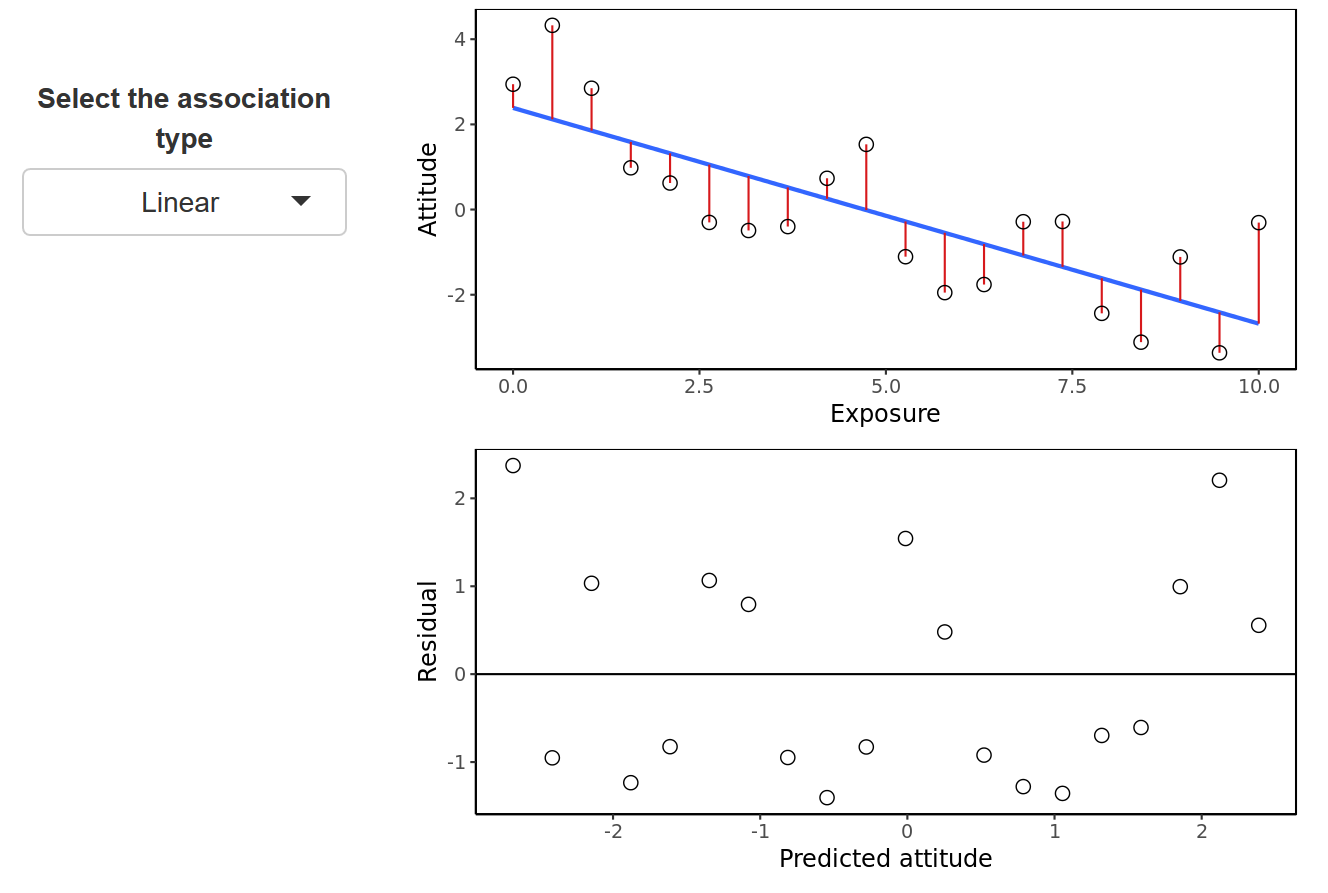 Select the association
type
Linear
4
2
0
-2
Attitude
0.0 2.5 5.0 7.5 10.0
Exposure
2
1
0
-1
Residual
-2 -1 0 1 2
Predicted attitude